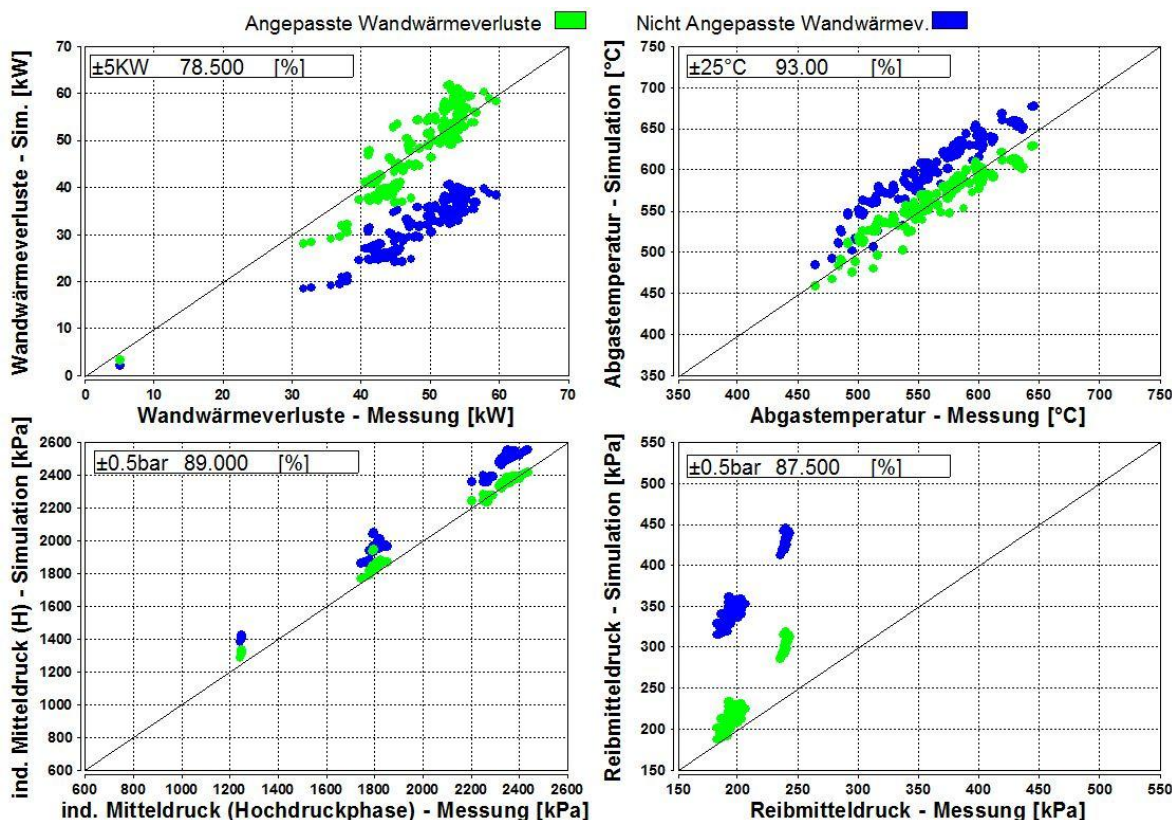 Angepasste Wandwärmeverluste
Nicht Angepasste Wandwärmev.
Wandwärmeverluste - Sim. [kW]
±5KW 78.500 [%]
70
60
50
40
30
20
10
0
0 10 20 30 40 50 60 70
Wandwärmeverluste - Messung [kW]
Abgastemperatur - Simulation [°C]
±25°C 93.00 [%]
750
700
650
600
550
500
450
400
350
350 400 450 500 550 600 650 700 750
Abgastemperatur - Messung [°C]
ind. Mitteldruck (H) - Simulation [kPa]
±0.5bar 89.000 [%]
2600
2400
2200
2000
1800
1600
1400
1200
1000
800
600
600 800 1000 1200 1400 1600 1800 2000 2200 2400 2600
ind. Mitteldruck (Hochdruckphase) - Messung [kPa]
Reibmitteldruck - Simulation [kPa]
±0.5bar 87.500 [%]
550
500
450
400
350
300
250
200
150
150 200 250 300 350 400 450 500 550
Reibmitteldruck - Messung [kPa]